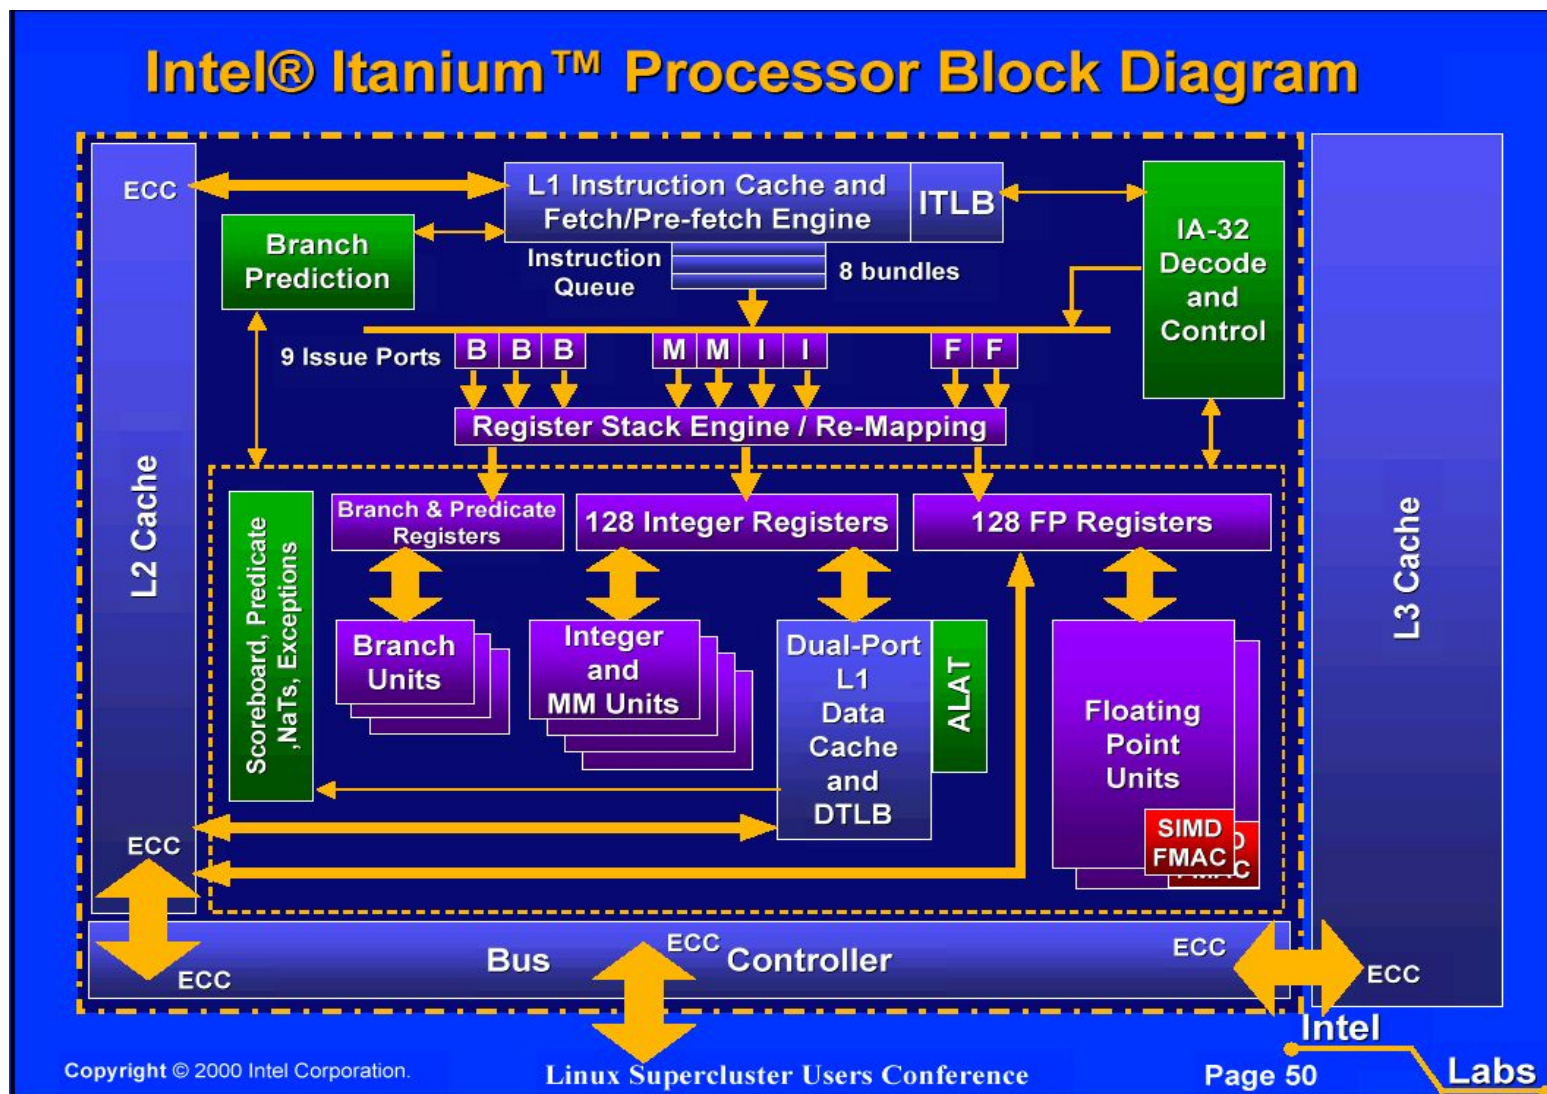 Intel® Itanium™ Processor Block Diagram
ECC
L1 Instruction Cache and
Fetch/Pre-fetch Engine
ITLB
Branch
Prediction
IA-32
Decode
and
Control
Instruction
Queue
8 bundles
9 Issue Ports
B B B
M M I I
F F
Register Stack Engine / Re-Mapping
L2 Cache
L3 Cache
Scoreboard, Predicate
,NaTs, Exceptions
Branch & Predicate
Registers
128 Integer Registers
128 FP Registers
Branch
Units
Integer
and
MM Units
Dual-Port
L1
Data
Cache
and
DTLB
ALAT
Floating
Point
Units
SIMD
FMAC
ECC
ECC
Bus
ECC
Controller
ECC
ECC
Intel
Labs
Copyright © 2000 Intel Corporation.
Linux Supercluster Users Conference
Page 50